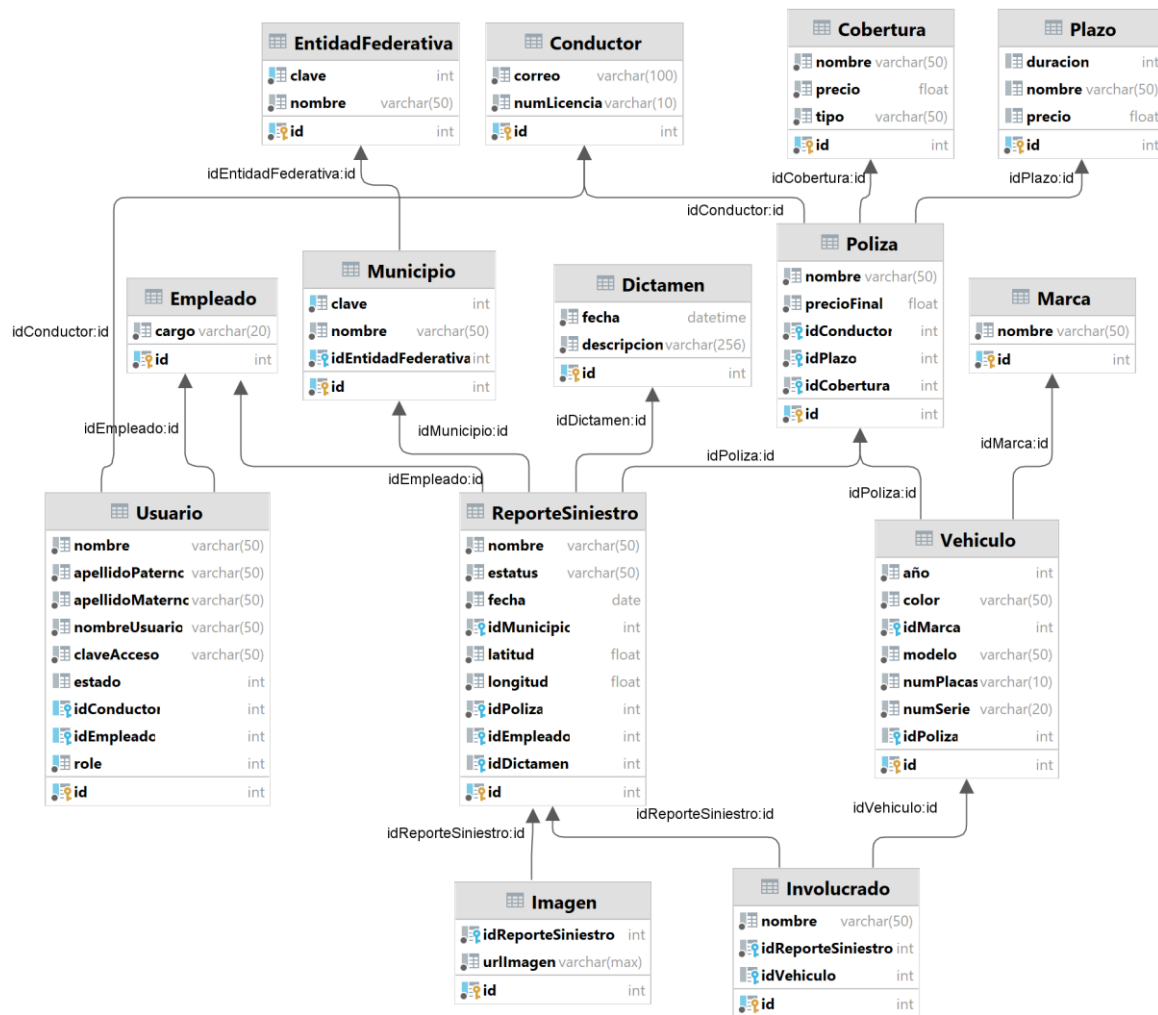 EntidadFederativa
clave int
nombre varchar(50)
id int
Conductor
correo varchar(100)
numLicencia varchar(10)
id int
Cobertura
nombre varchar(50)
precio float
tipo varchar(50)
id int
Plazo
duracion int
nombre varchar(50)
precio float
id int
idEntidadFederativa:id
idCobertura:id
idPlazo:id
idConductor:id
Empleado
cargo varchar(20)
id int
Municipio
clave int
nombre varchar(50)
idEntidadFederativa int
id int
Dictamen
fecha datetime
descripcion varchar(256)
id int
Poliza
nombre varchar(50)
precioFinal float
idConductor int
idPlazo int
idCobertura int
id int
Marca
nombre varchar(50)
id int
idConductor:id
idEmpleado:id
idMunicipio:id
idDictamen:id
idMarca:id
idEmpleado:id
idPoliza:id
idPoliza:id
Usuario
nombre varchar(50)
apellidoPaterno varchar(50)
apellidoMaterno varchar(50)
nombreUsuario varchar(50)
claveAcceso varchar(50)
estado int
idConductor int
idEmpleado int
role int
id int
ReporteSiniestro
nombre varchar(50)
estatus varchar(50)
fecha date
idMunicipio int
latitud float
longitud float
idPoliza int
idEmpleado int
idDictamen int
id int
Vehiculo
año int
color varchar(50)
idMarca int
modelo varchar(50)
numPlacas varchar(10)
numSerie varchar(20)
idPoliza int
id int
idReporteSiniestro:id
idReporteSiniestro:id
idVehiculo:id
Imagen
idReporteSiniestro int
urlImagen varchar(max)
id int
Involucrado
nombre varchar(50)
idReporteSiniestro int
idVehiculo int
id int